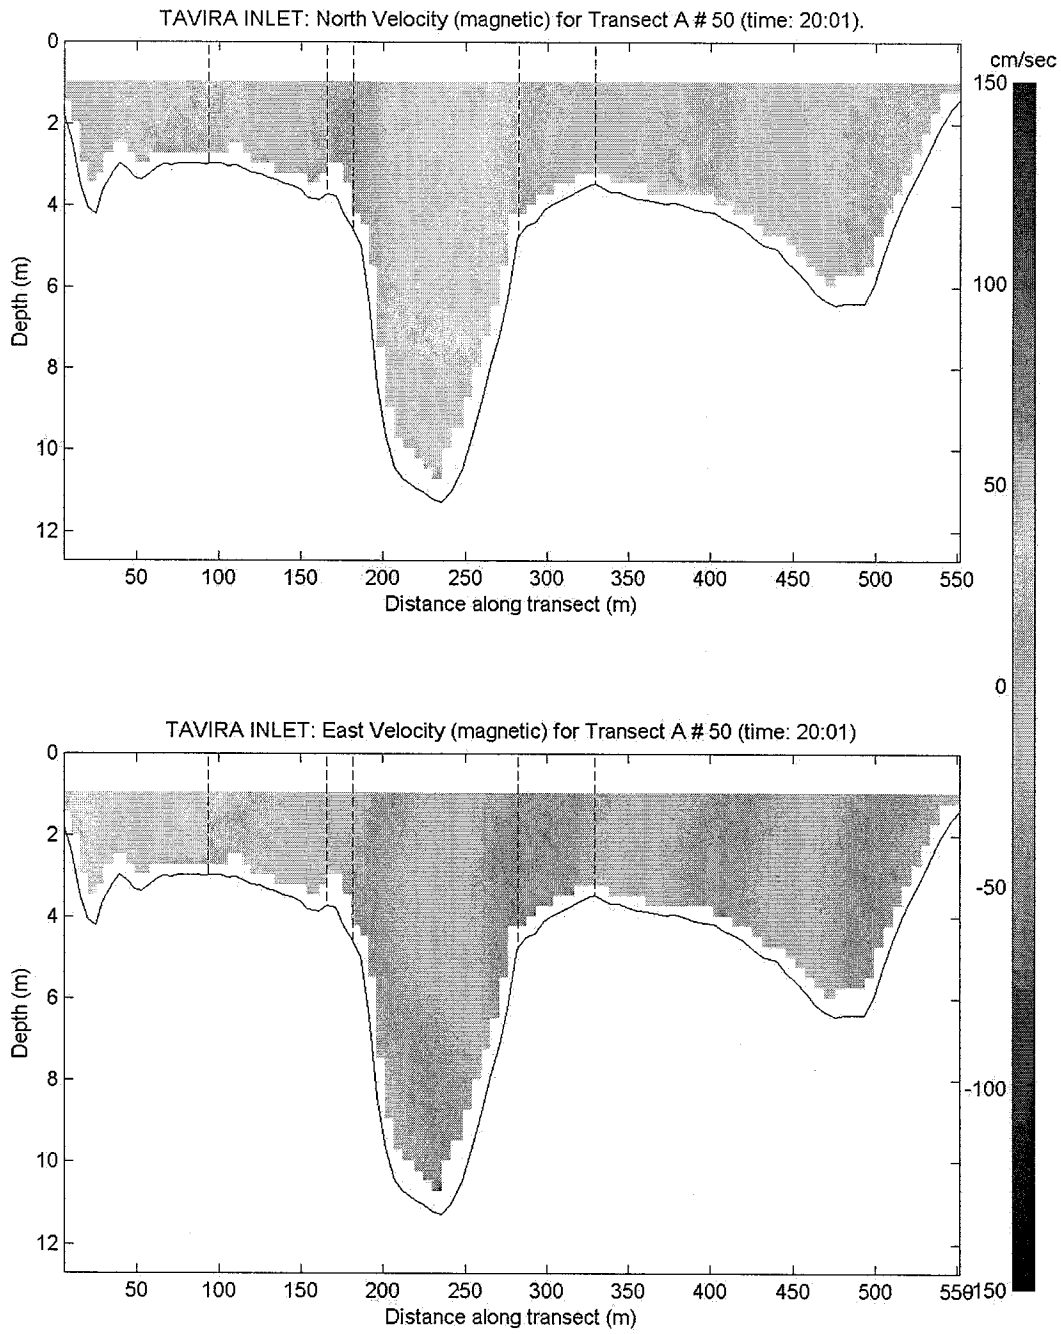 TAVIRA INLET: North Velocity (magnetic) for Transect A # 50 (time: 20:01).
cm/sec
0
2
4
6
8
10
12
Depth (m)
50 100 150 200 250 300 350 400 450 500 550
Distance along transect (m)
150
100
50
0
-50
-100
-150
TAVIRA INLET: East Velocity (magnetic) for Transect A # 50 (time: 20:01)
0
2
4
6
8
10
12
Depth (m)
50 100 150 200 250 300 350 400 450 500 550
Distance along transect (m)